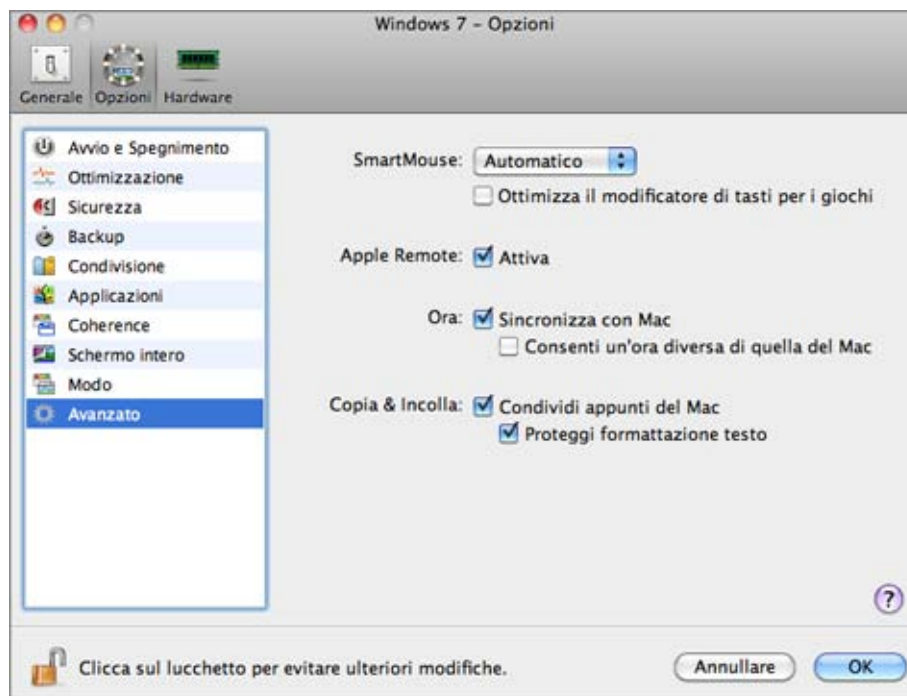 Windows 7 – Opzioni
Generale Opzioni Hardware
Avvio e Spegnimento
Ottimizzazione
Sicurezza
Backup
Condivisione
Applicazioni
Coherence
Schermo intero
Modo
Avanzato
SmartMouse: Automatico
Ottimizza il modificatore di tasti per i giochi
Apple Remote: Attiva
Ora: Sincronizza con Mac
Consenti un'ora diversa di quella del Mac
Copia & Incolla: Condividi appunti del Mac
Proteggi formattazione testo
?
Clicca sul lucchetto per evitare ulteriori modifiche.
Annullare OK